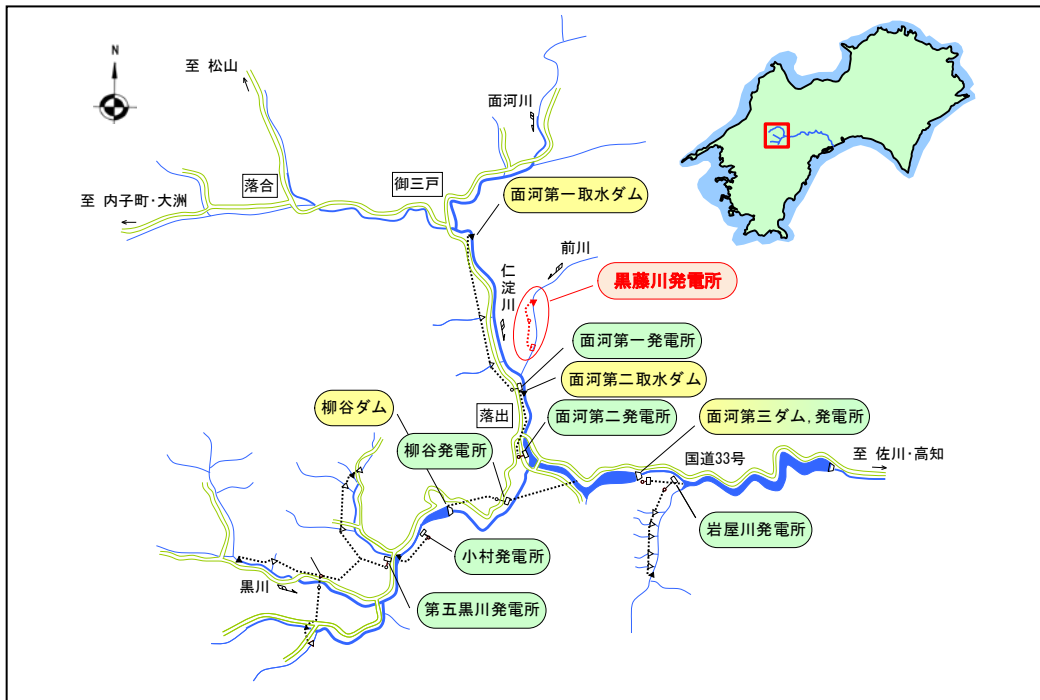 N
至 松山
面河川
落合
御三戸
至 内子町・大洲
面河第一取水ダム
前川
仁淀川
黒藤川発電所
面河第一発電所
面河第二取水ダム
柳谷ダム
落出
面河第二発電所
面河第三ダム,発電所
柳谷発電所
国道33号
至 佐川・高知
岩屋川発電所
小村発電所
黒川
第五黒川発電所